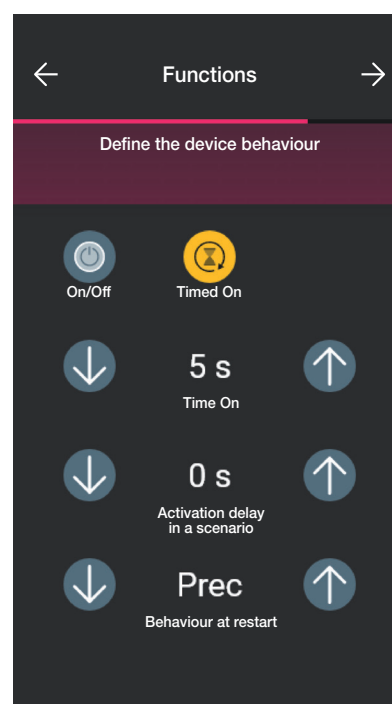 Functions
Define the device behaviour
On/Off
Timed On
5 s
Time On
0 s
Activation delay
in a scenario
Prec
Behaviour at restart